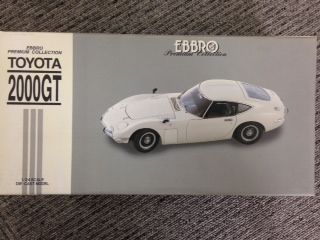 EBBRO
PREMIUM COLLECTION
TOYOTA
2000GT
1:24 SCALE
DIE CAST MODEL
EBBRO
Premium Collection